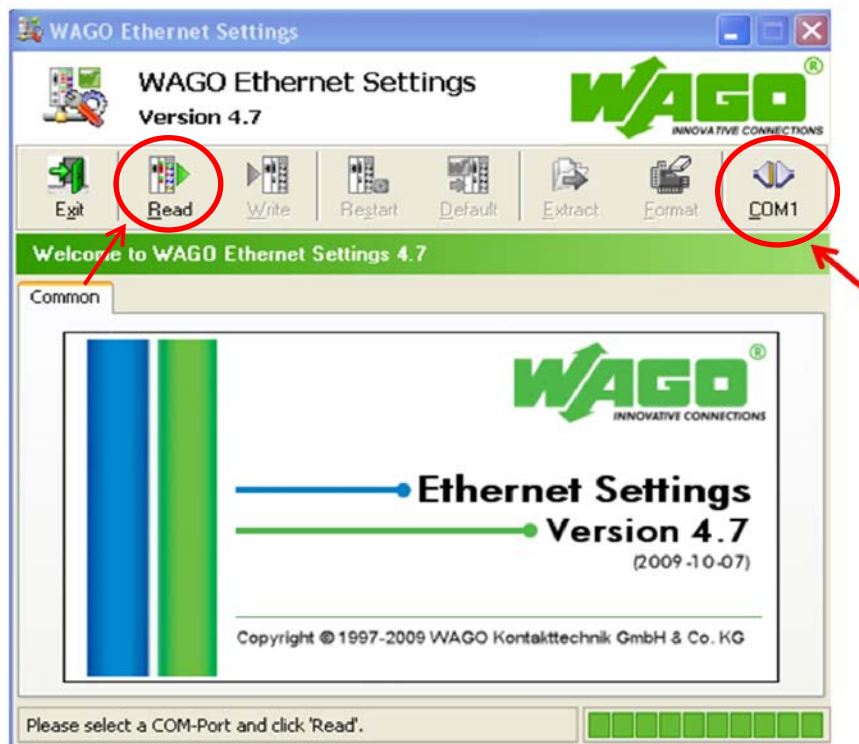 WAGO Ethernet Settings
WAGO Ethernet Settings
Version 4.7
WAGO®
INNOVATIVE CONNECTIONS
Exit Read Write Restart Default Extract Format COM1
Welcome to WAGO Ethernet Settings 4.7
Common
WAGO®
INNOVATIVE CONNECTIONS
Ethernet Settings
Version 4.7
(2009-10-07)
Copyright © 1997-2009 WAGO Kontakttechnik GmbH & Co. KG
Please select a COM-Port and click 'Read'.